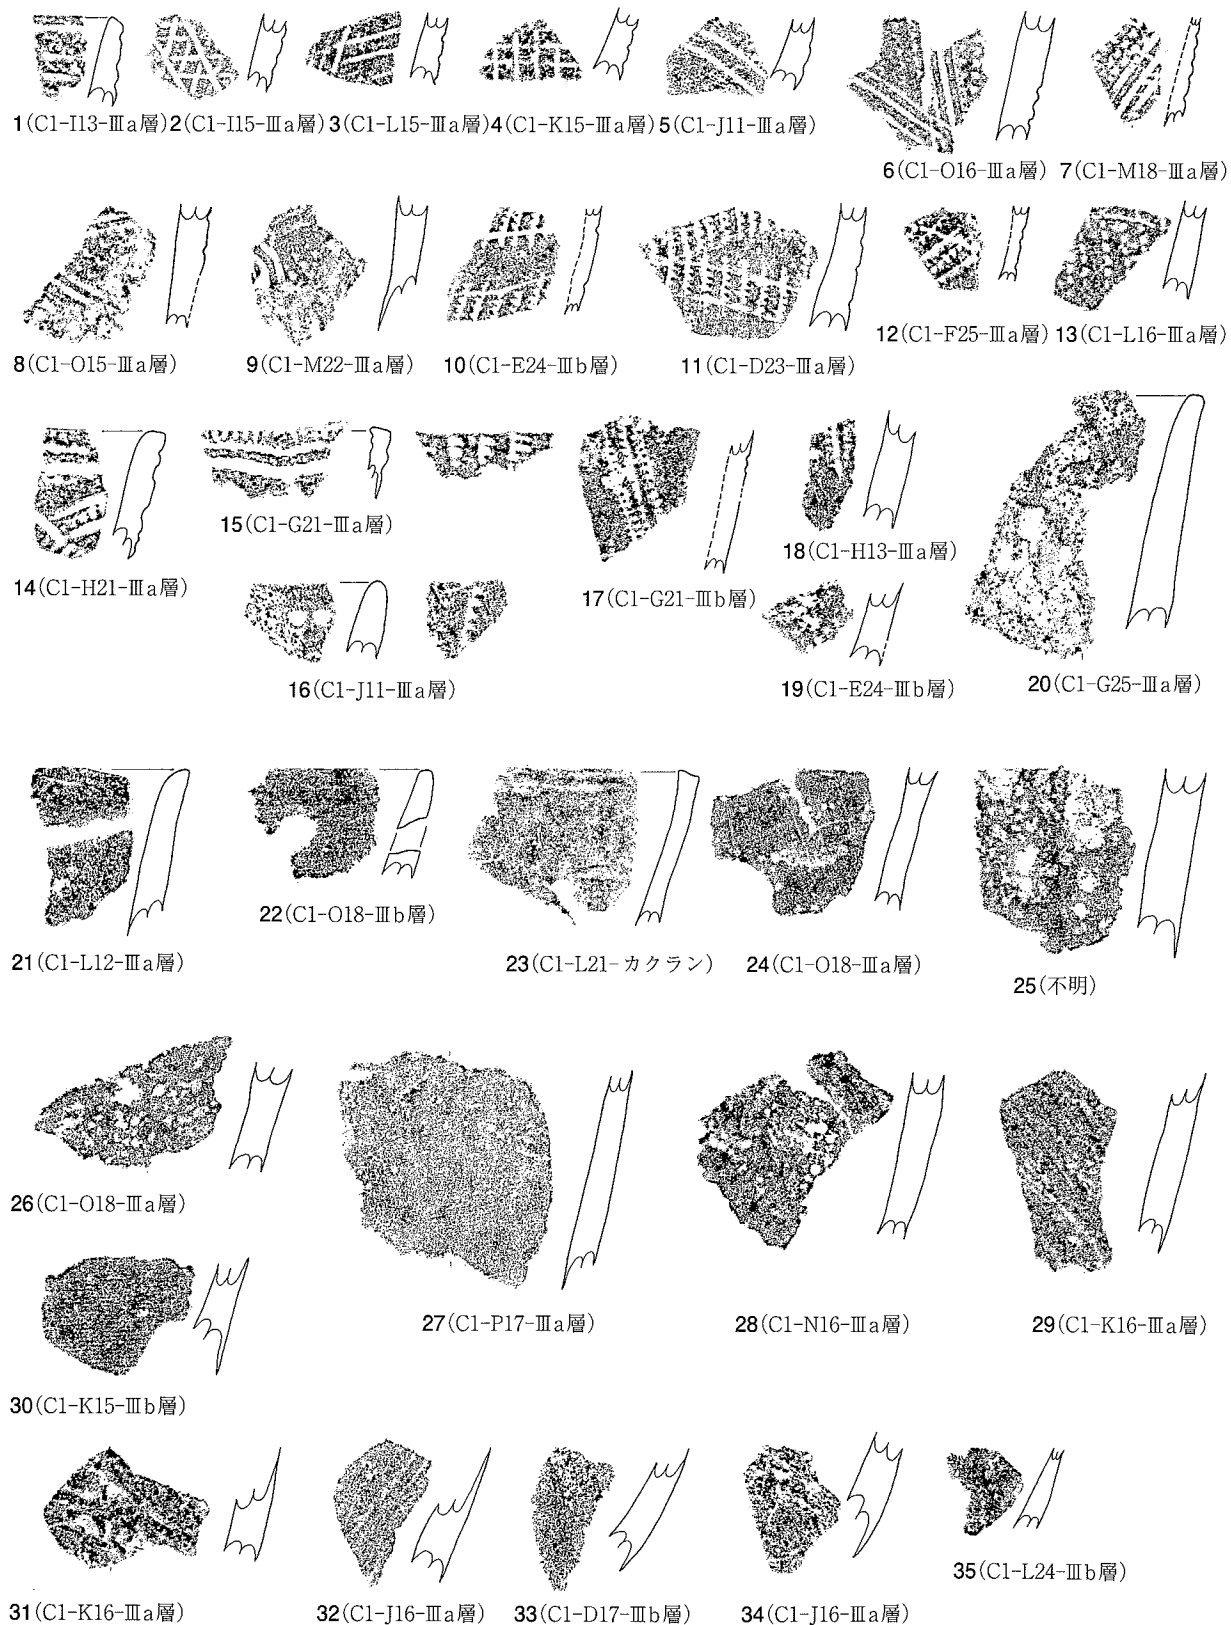 1(C1-I13-Ⅲa層) 2(C1-I15-Ⅲa層) 3(C1-L15-Ⅲa層) 4(C1-K15-Ⅲa層) 5(C1-J11-Ⅲa層)
6(C1-O16-Ⅲa層) 7(C1-M18-Ⅲa層)
8(C1-O15-Ⅲa層) 9(C1-M22-Ⅲa層) 10(C1-E24-Ⅲb層) 11(C1-D23-Ⅲa層)
12(C1-F25-Ⅲa層) 13(C1-L16-Ⅲa層)
14(C1-H21-Ⅲa層)
15(C1-G21-Ⅲa層)
16(C1-J11-Ⅲa層)
17(C1-G21-Ⅲb層)
18(C1-H13-Ⅲa層)
19(C1-E24-Ⅲb層)
20(C1-G25-Ⅲa層)
21(C1-L12-Ⅲa層)
22(C1-O18-Ⅲb層)
23(C1-L21-カクラン) 24(C1-O18-Ⅲa層)
25(不明)
26(C1-O18-Ⅲa層)
27(C1-P17-Ⅲa層) 28(C1-N16-Ⅲa層) 29(C1-K16-Ⅲa層)
30(C1-K15-Ⅲb層)
31(C1-K16-Ⅲa層) 32(C1-J16-Ⅲa層) 33(C1-D17-Ⅲb層) 34(C1-J16-Ⅲa層)
35(C1-L24-Ⅲb層)